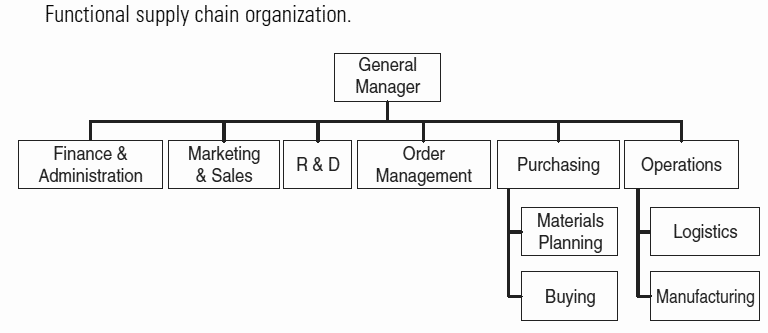 Functional supply chain organization.
General
Manager
Finance &
Administration
Marketing
& Sales
R & D
Order
Management
Purchasing
Operations
Materials
Planning
Logistics
Buying
Manufacturing